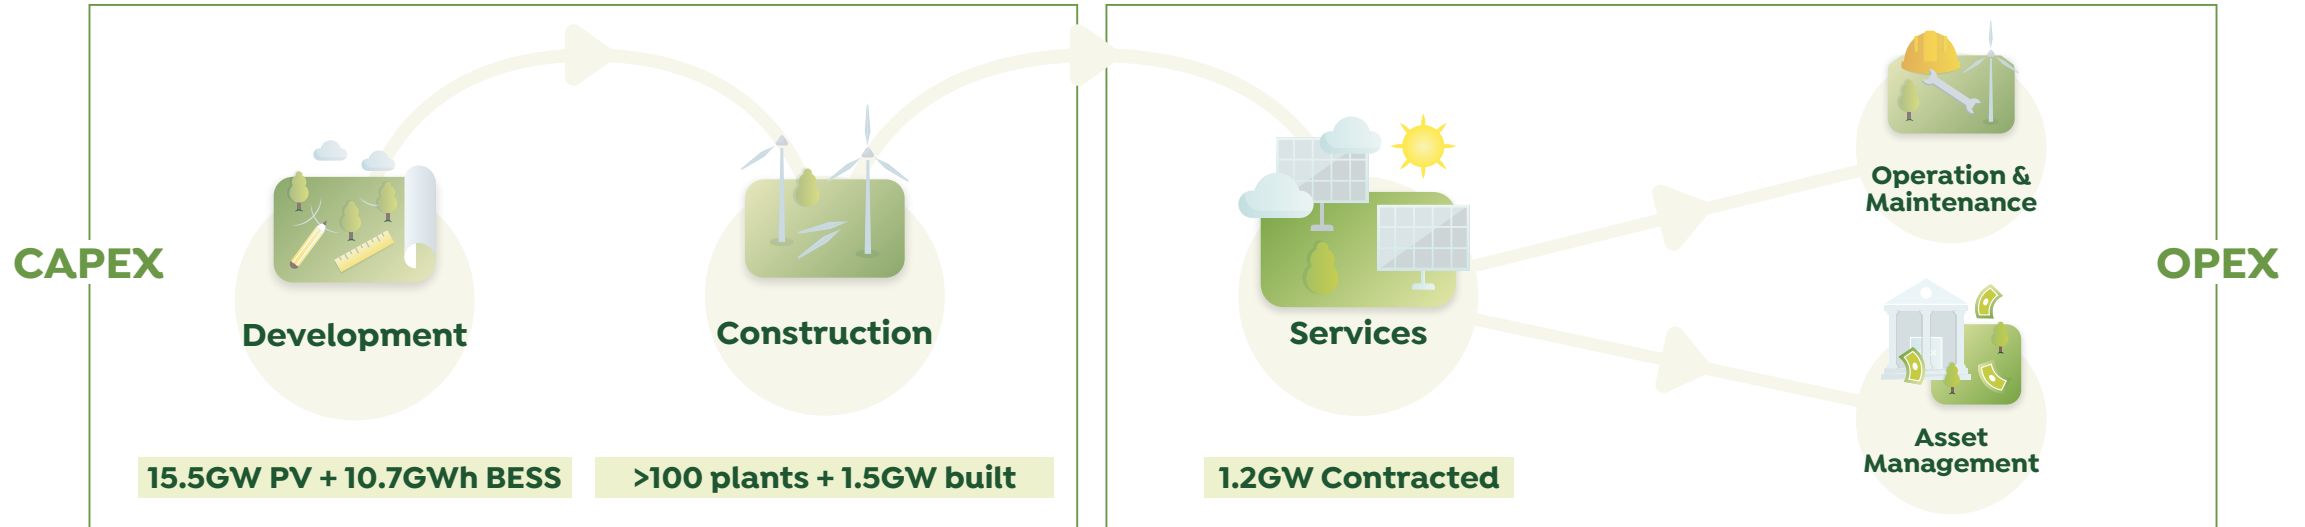 CAPEX
Development
15.5GW PV + 10.7GWh BESS
Construction
>100 plants + 1.5GW built
Services
1.2GW Contracted
Operation &
Maintenance
Asset
Management
OPEX